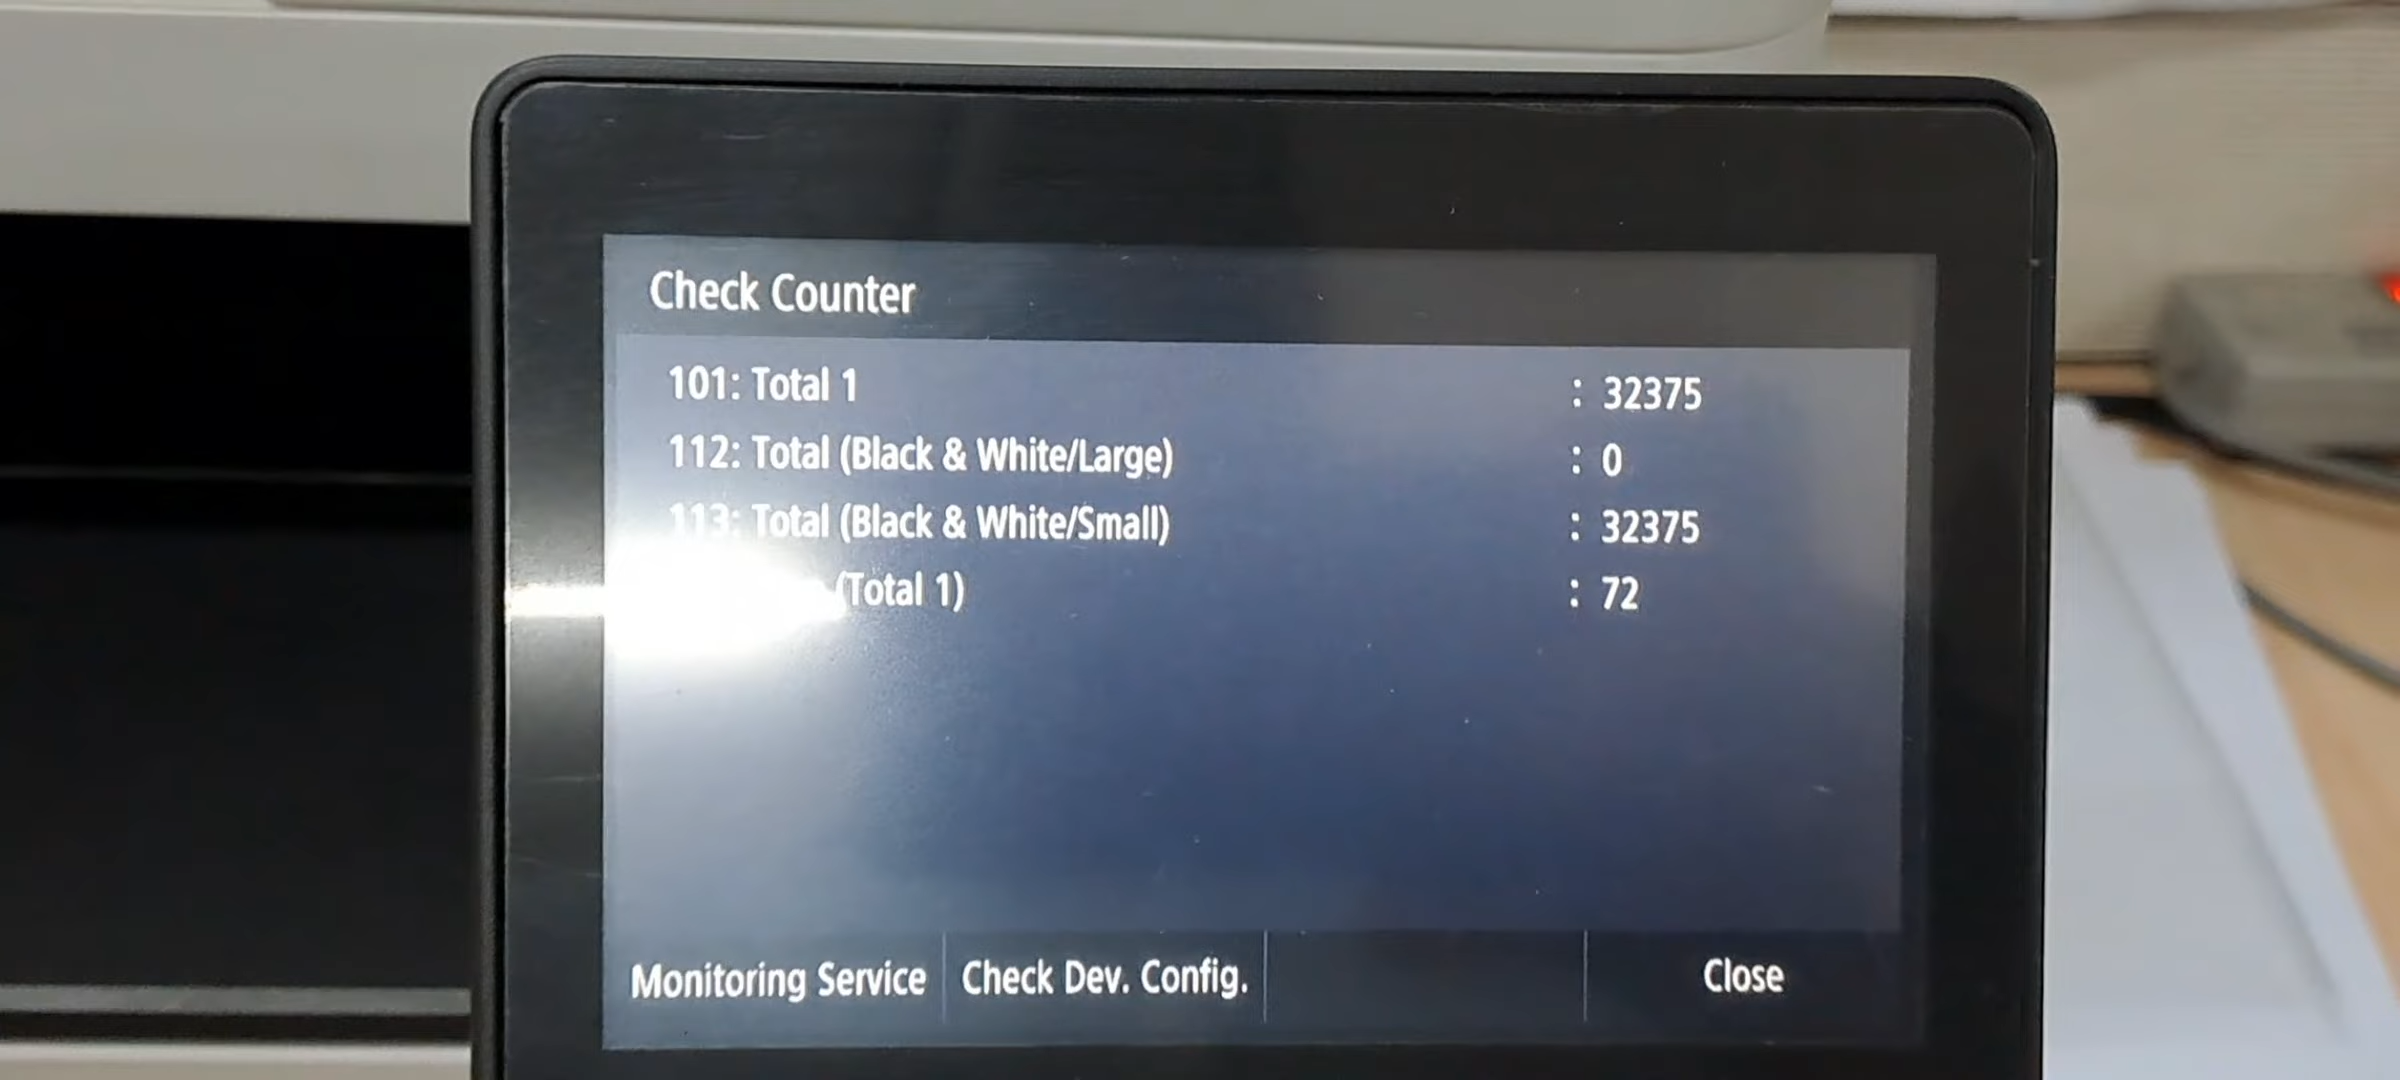 Check Counter
101: Total 1 : 32375
112: Total (Black & White/Large) : 0
113: Total (Black & White/Small) : 32375
(Total 1) : 72
Monitoring Service Check Dev. Config. Close